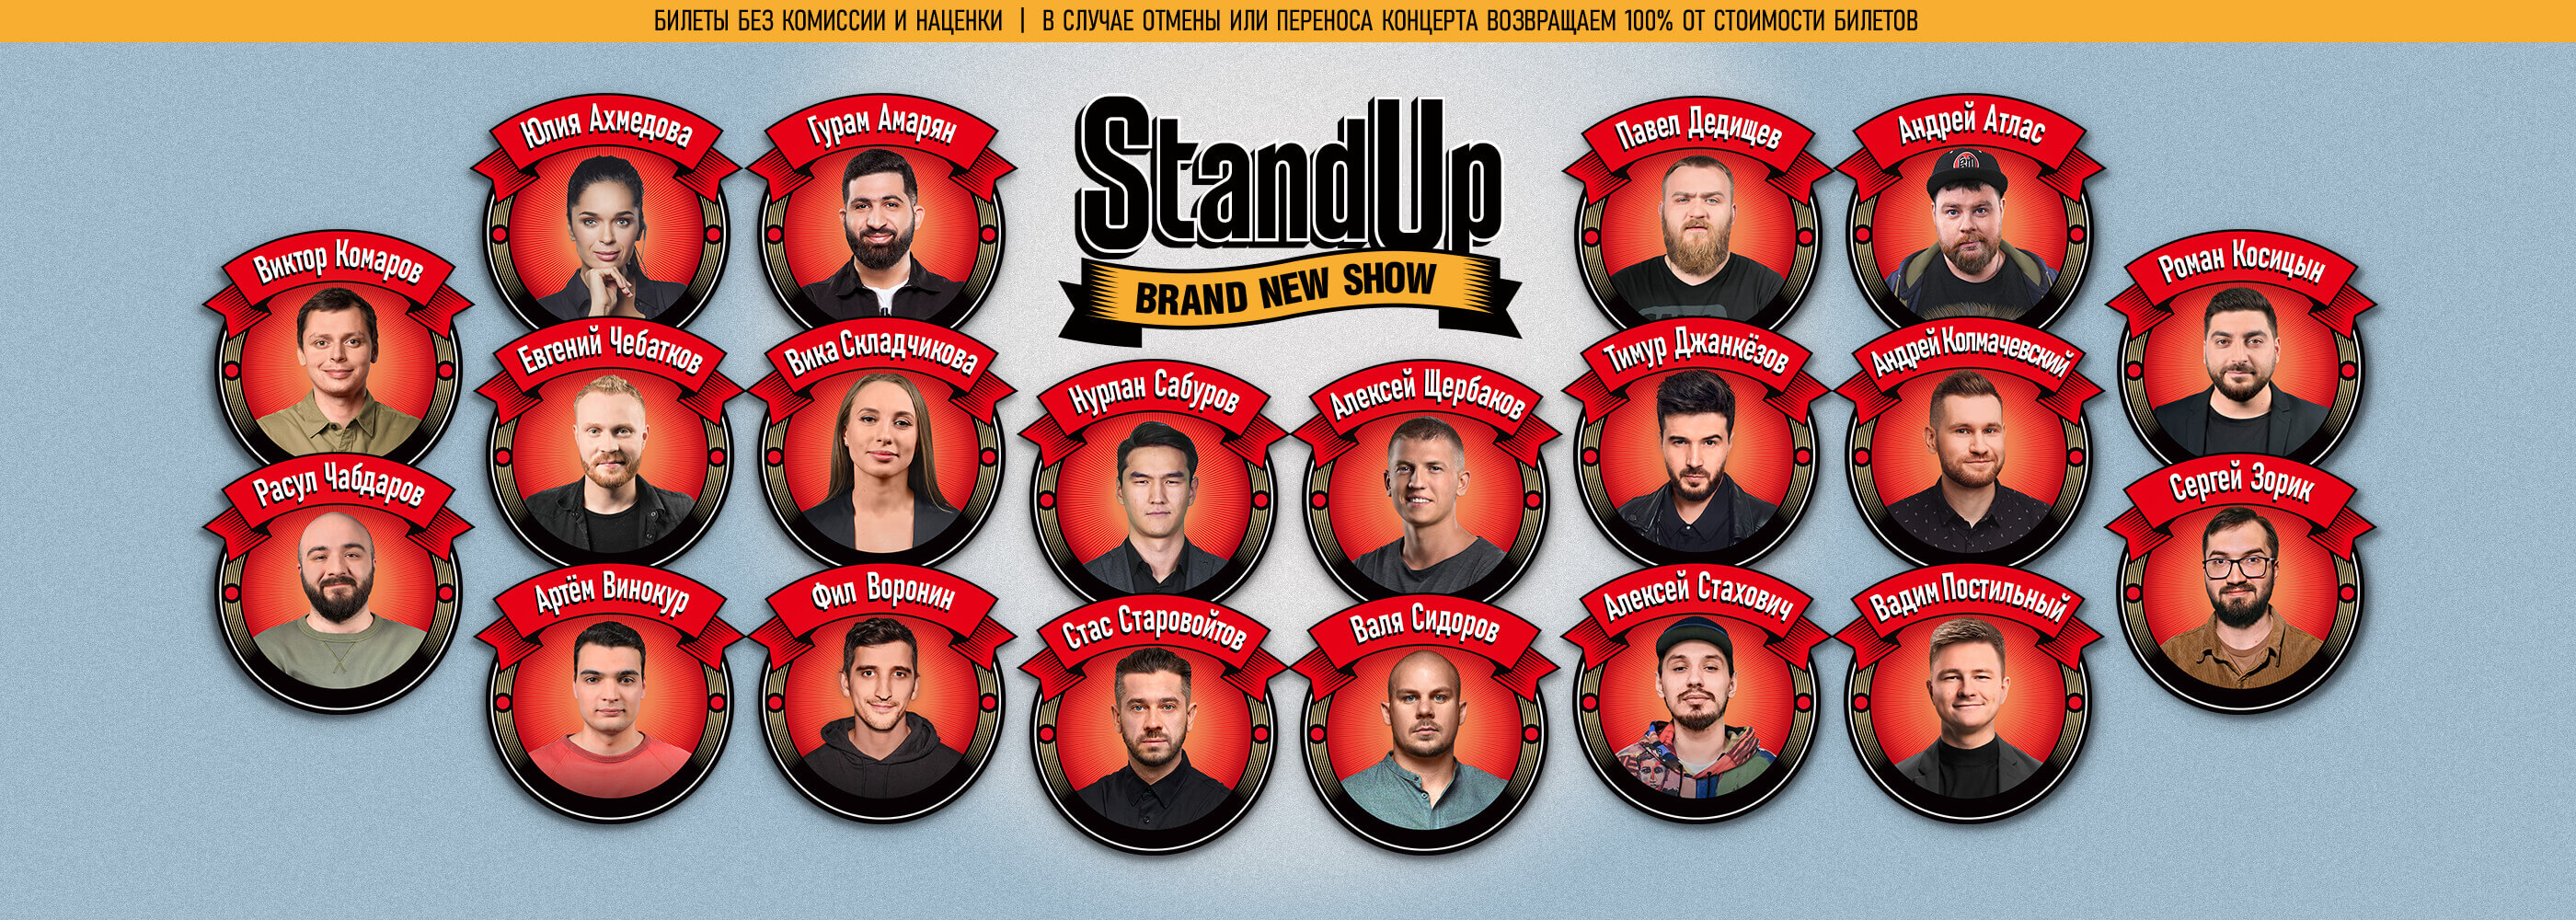 БИЛЕТЫ БЕЗ КОМИССИИ И НАЦЕНКИ | В СЛУЧАЕ ОТМЕНЫ ИЛИ ПЕРЕНОСА КОНЦЕРТА ВОЗВРАЩАЕМ 100% ОТ СТОИМОСТИ БИЛЕТОВ
StandUp
BRAND NEW SHOW
Юлия Ахмедова
Гурам Амарян
Павел Дедищев
Андрей Атлас
Виктор Комаров
Роман Косицын
Евгений Чебатков
Вика Складчикова
Тимур Джанкёзов
Андрей Колмачевский
Нурлан Сабуров
Алексей Щербаков
Расул Чабдаров
Сергей Зорик
Артём Винокур
Фил Воронин
Алексей Стахович
Вадим Постильный
Стас Старовойтов
Валя Сидоров